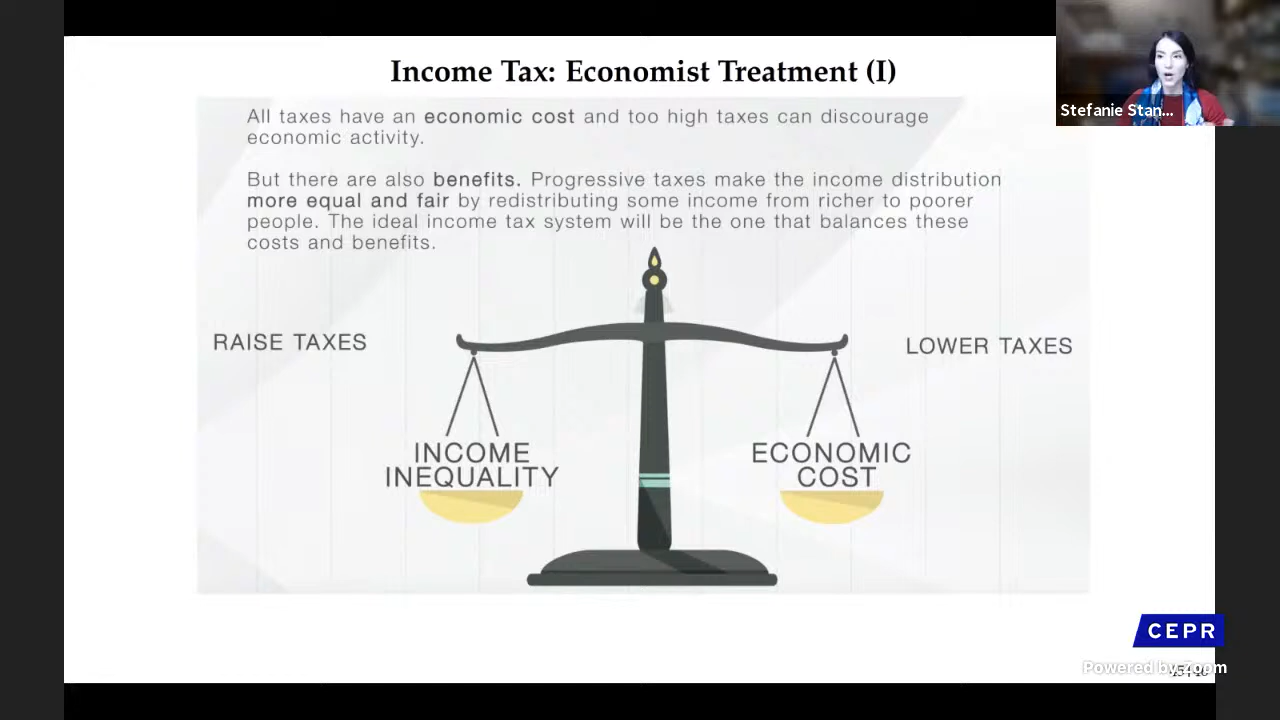 Income Tax: Economist Treatment (I)
Stefanie Stan...
All taxes have an economic cost and too high taxes can discourage
economic activity.
But there are also benefits. Progressive taxes make the income distribution
more equal and fair by redistributing some income from richer to poorer
people. The ideal income tax system will be the one that balances these
costs and benefits.
RAISE TAXES
LOWER TAXES
INCOME
INEQUALITY
ECONOMIC
COST
CEPR
Powered by Zoom